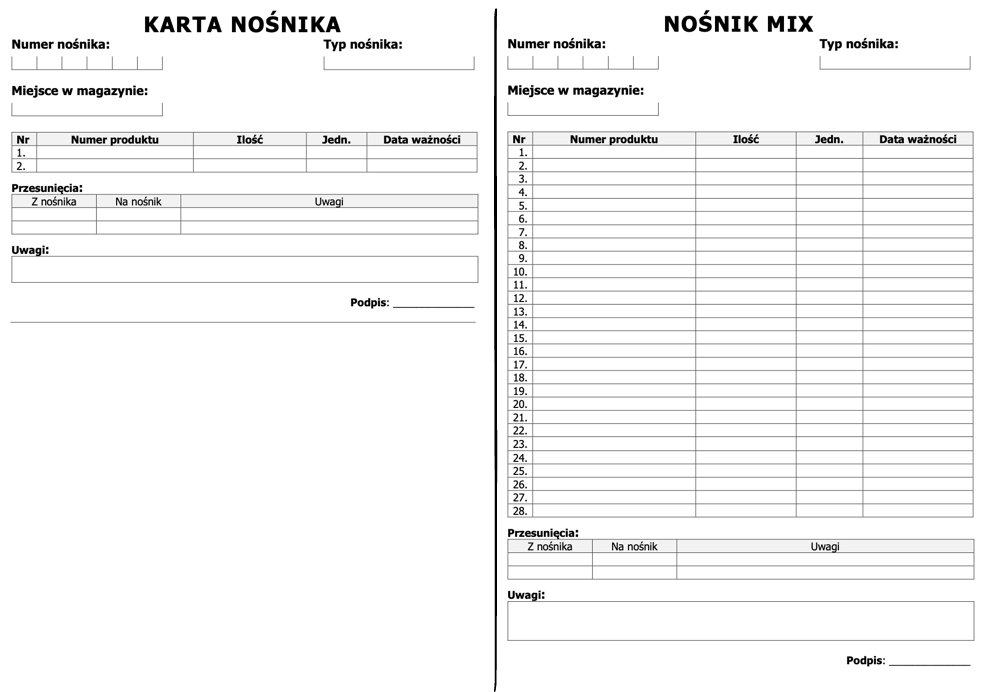 KARTA NOŚNIKA
Numer nośnika: Typ nośnika:
Miejsce w magazynie:
Nr Numer produktu Ilość Jedn. Data ważności
1.
2.
Przesunięcia:
Z nośnika Na nośnik Uwagi
Uwagi:
Podpis: _______________
NOŚNIK MIX
Numer nośnika: Typ nośnika:
Miejsce w magazynie:
Nr Numer produktu Ilość Jedn. Data ważności
1.
2.
3.
4.
5.
6.
7.
8.
9.
10.
11.
12.
13.
14.
15.
16.
17.
18.
19.
20.
21.
22.
23.
24.
25.
26.
27.
28.
Przesunięcia:
Z nośnika Na nośnik Uwagi
Uwagi:
Podpis: _______________